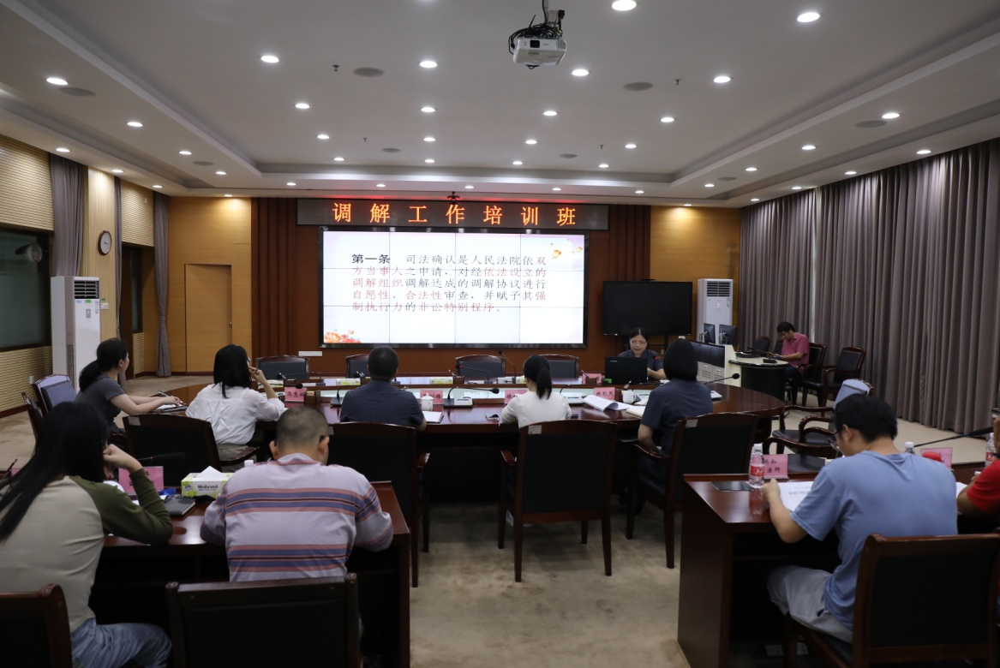 调解工作培训班
第一条 司法确认是人民法院依双
方当事人之申请，对经依法设立的
调解组织调解达成的调解协议进行
自愿性、合法性审查，并赋予其强
制执行力的非讼特别程序。